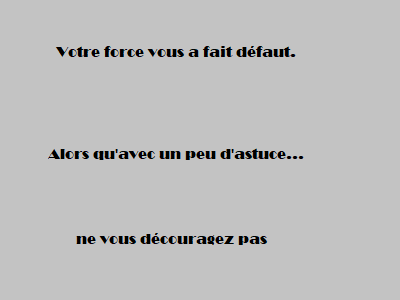 Votre force vous a fait défaut.
Alors qu'avec un peu d'astuce...
ne vous découragez pas